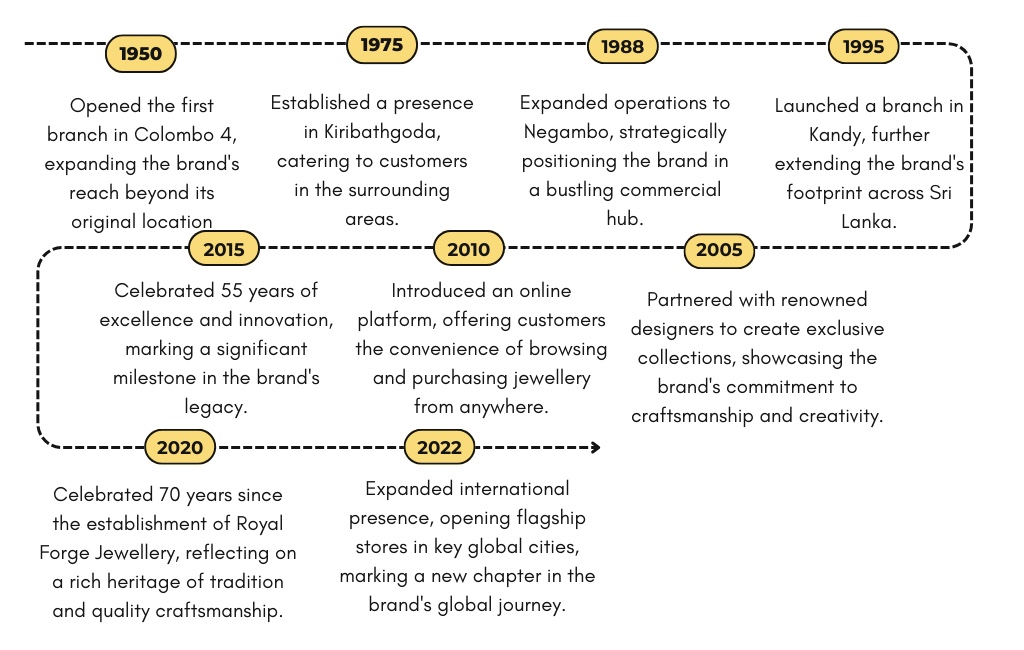 1950
Opened the first
branch in Colombo 4,
expanding the brand's
reach beyond its
original location
1975
Established a presence
in Kiribathgoda,
catering to customers
in the surrounding
areas.
1988
Expanded operations to
Negambo, strategically
positioning the brand in
a bustling commercial
hub.
1995
Launched a branch in
Kandy, further
extending the brand's
footprint across Sri
Lanka.
2005
Partnered with renowned
designers to create exclusive
collections, showcasing the
brand's commitment to
craftsmanship and creativity.
2010
Introduced an online
platform, offering customers
the convenience of browsing
and purchasing jewellery
from anywhere.
2015
Celebrated 55 years of
excellence and innovation,
marking a significant
milestone in the brand's
legacy.
2020
Celebrated 70 years since
the establishment of Royal
Forge Jewellery, reflecting on
a rich heritage of tradition
and quality craftsmanship.
2022
Expanded international
presence, opening flagship
stores in key global cities,
marking a new chapter in the
brand's global journey.